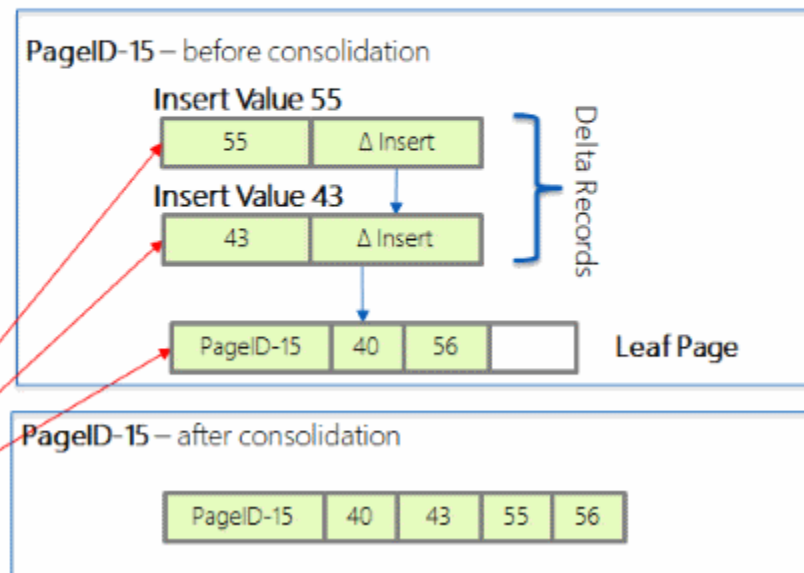 PageID-15 – before consolidation
Insert Value 55
55 Δ Insert
Insert Value 43
43 Δ Insert
Delta Records
PageID-15 40 56
Leaf Page
PageID-15 – after consolidation
PageID-15 40 43 55 56